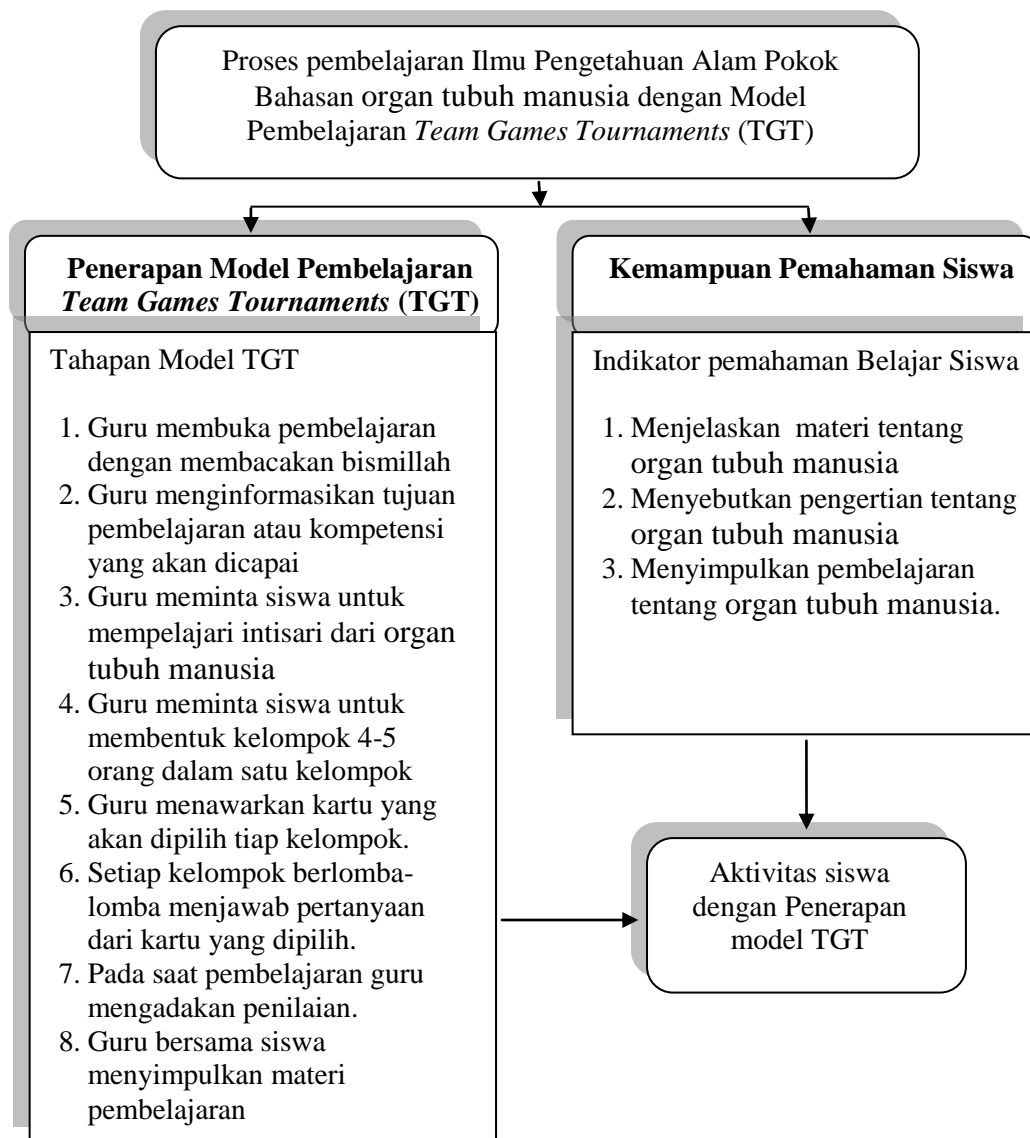 Proses pembelajaran Ilmu Pengetahuan Alam Pokok
Bahasan organ tubuh manusia dengan Model
Pembelajaran Team Games Tournaments (TGT)
Penerapan Model Pembelajaran
Team Games Tournaments (TGT)
Tahapan Model TGT
1. Guru membuka pembelajaran
dengan membacakan bismillah
2. Guru menginformasikan tujuan
pembelajaran atau kompetensi
yang akan dicapai
3. Guru meminta siswa untuk
mempelajari intisari dari organ
tubuh manusia
4. Guru meminta siswa untuk
membentuk kelompok 4-5
orang dalam satu kelompok
5. Guru menawarkan kartu yang
akan dipilih tiap kelompok.
6. Setiap kelompok berlomba-
lomba menjawab pertanyaan
dari kartu yang dipilih.
7. Pada saat pembelajaran guru
mengadakan penilaian.
8. Guru bersama siswa
menyimpulkan materi
pembelajaran
Kemampuan Pemahaman Siswa
Indikator pemahaman Belajar Siswa
1. Menjelaskan materi tentang
organ tubuh manusia
2. Menyebutkan pengertian tentang
organ tubuh manusia
3. Menyimpulkan pembelajaran
tentang organ tubuh manusia.
Aktivitas siswa
dengan Penerapan
model TGT